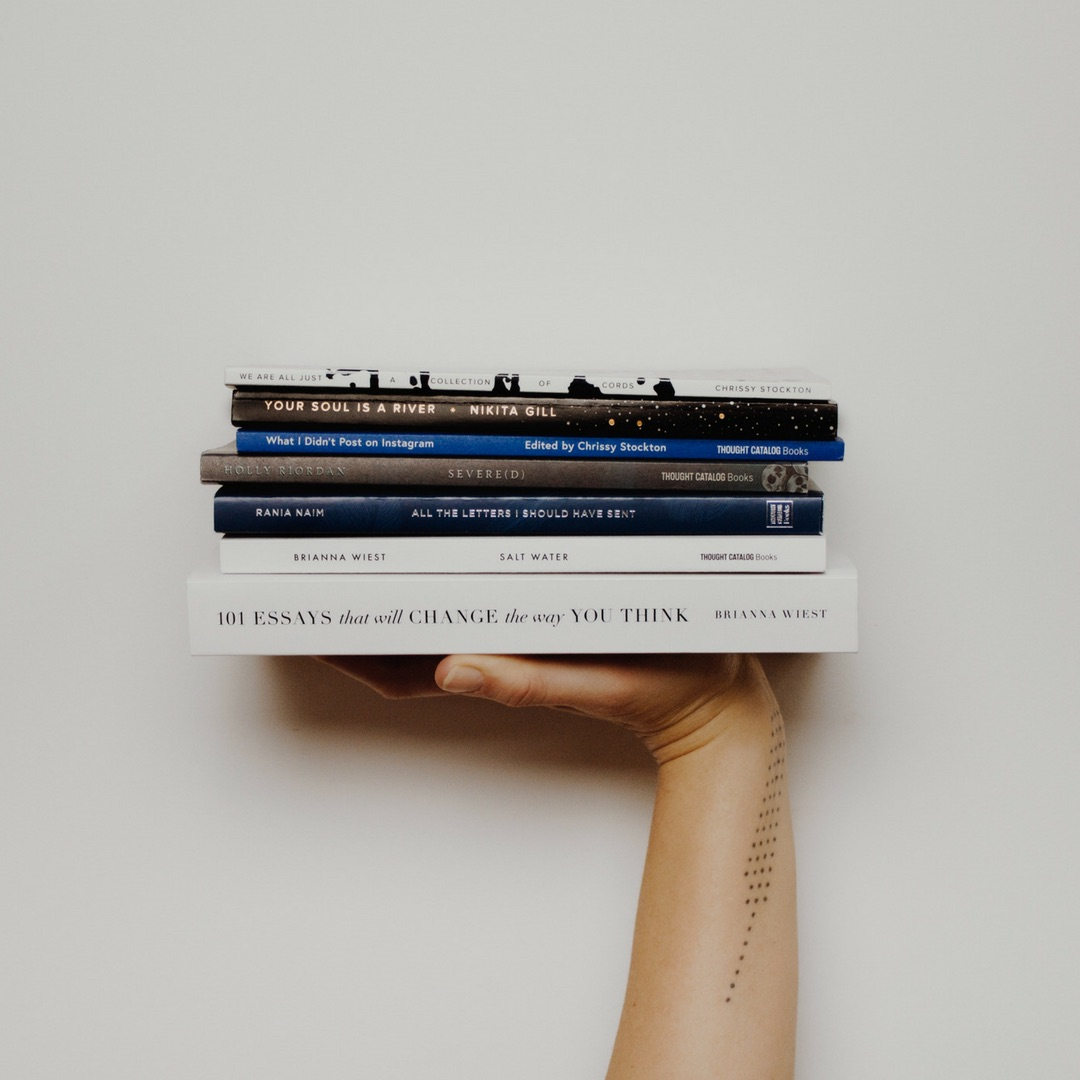 WE ARE ALL JUST A COLLECTION OF CORDS CHRISSY STOCKTON
YOUR SOUL IS A RIVER • NIKITA GILL
What I Didn't Post on Instagram Edited by Chrissy Stockton THOUGHT CATALOG Books
HOLLY RIORDAN SEVERE(D) THOUGHT CATALOG Books
RANIA NAIM ALL THE LETTERS I SHOULD HAVE SENT
BRIANNA WIEST SALT WATER THOUGHT CATALOG Books
101 ESSAYS that will CHANGE the way YOU THINK BRIANNA WIEST